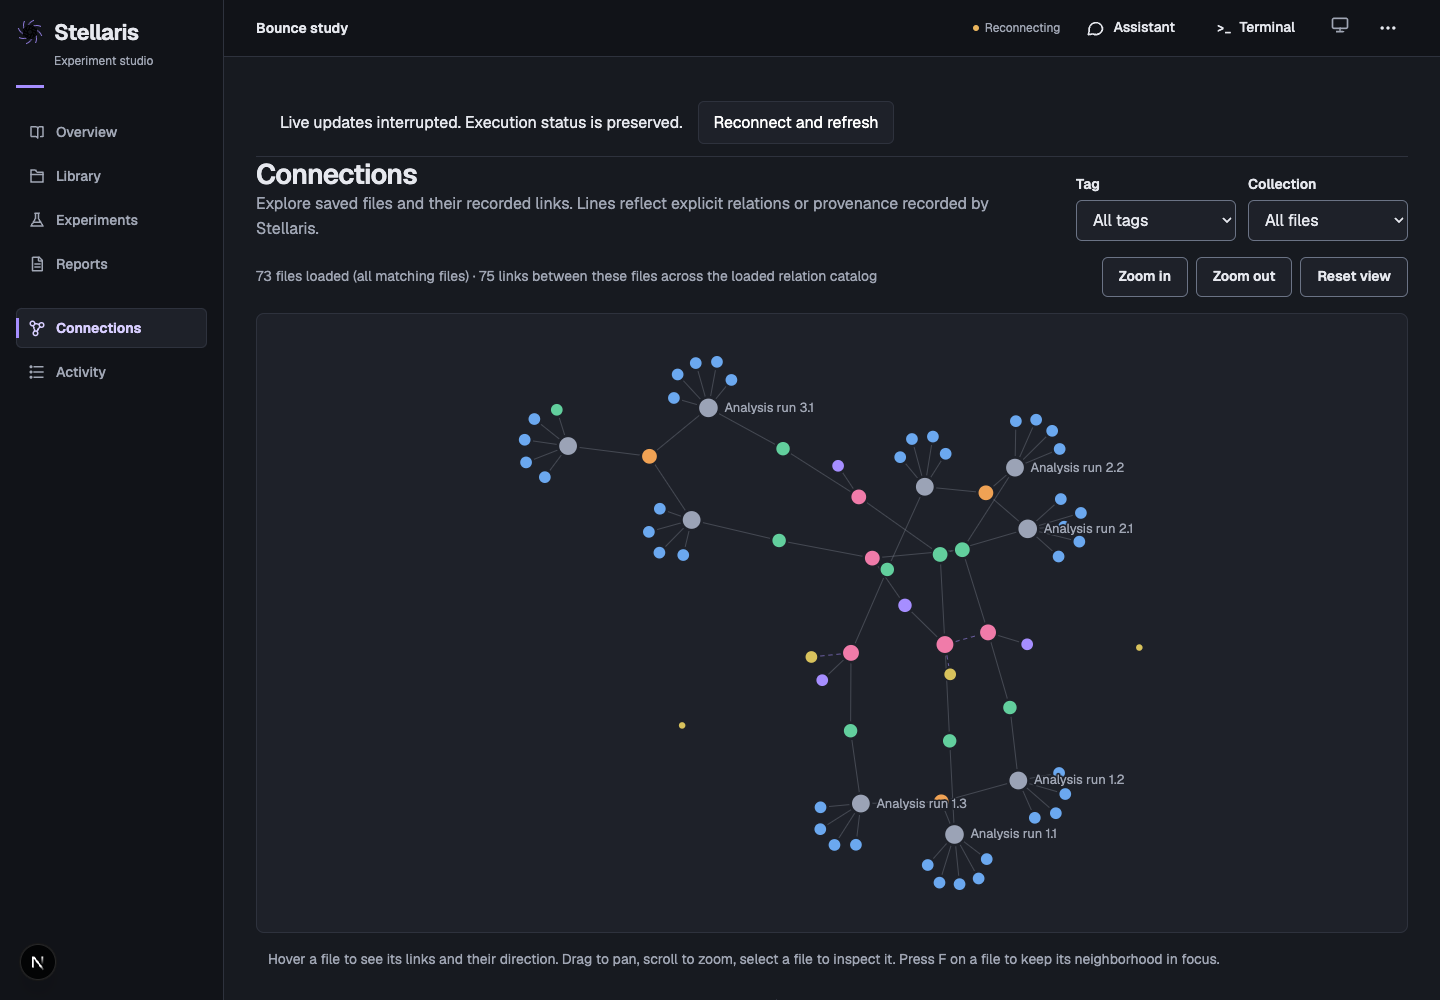 Stellaris
Experiment studio
Overview
Library
Experiments
Reports
Connections
Activity
N
Bounce study
Reconnecting
Assistant
>_ Terminal
Live updates interrupted. Execution status is preserved.
Reconnect and refresh
Connections
Explore saved files and their recorded links. Lines reflect explicit relations or provenance recorded by
Stellaris.
Tag
All tags
Collection
All files
73 files loaded (all matching files) · 75 links between these files across the loaded relation catalog
Zoom in
Zoom out
Reset view
Analysis run 3.1
Analysis run 2.2
Analysis run 2.1
Analysis run 1.2
Analysis run 1.3
Analysis run 1.1
Hover a file to see its links and their direction. Drag to pan, scroll to zoom, select a file to inspect it. Press F on a file to keep its neighborhood in focus.